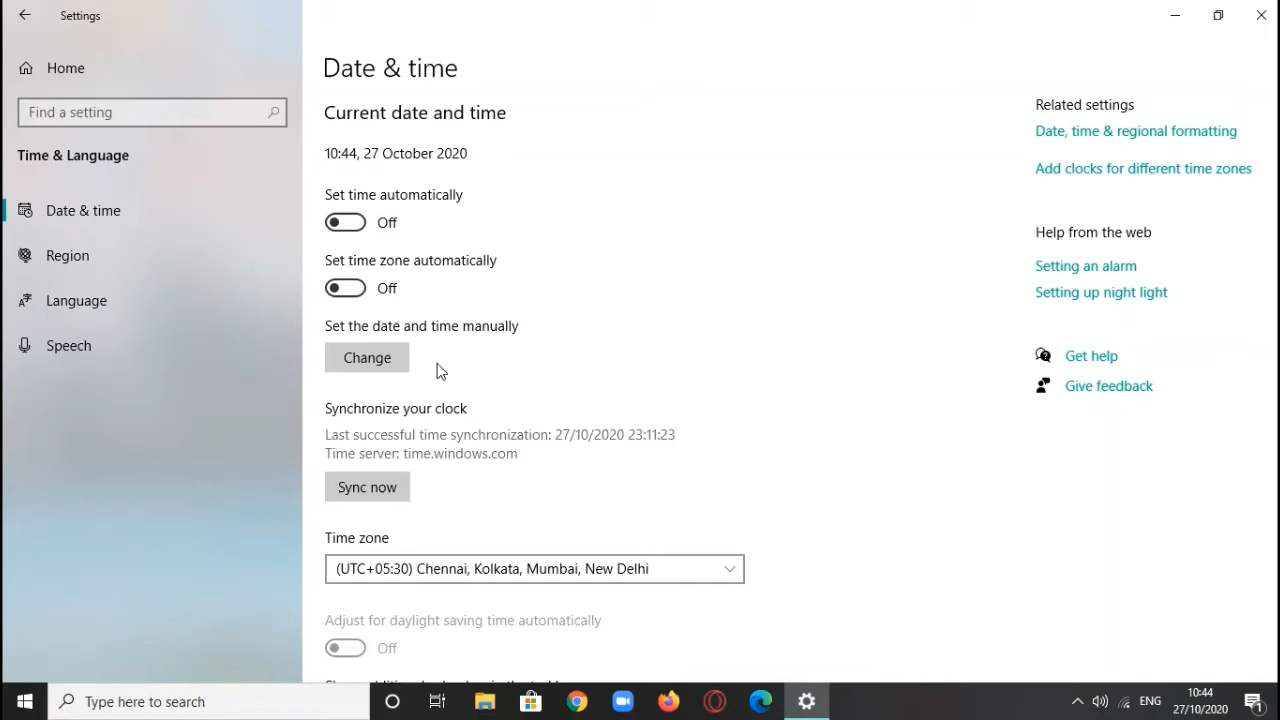 Settings
Home
Find a setting
Time & Language
Date & time
Region
Language
Speech
Date & time
Current date and time
10:44, 27 October 2020
Set time automatically
Off
Set time zone automatically
Off
Set the date and time manually
Change
Synchronize your clock
Last successful time synchronization: 27/10/2020 23:11:23
Time server: time.windows.com
Sync now
Time zone
(UTC+05:30) Chennai, Kolkata, Mumbai, New Delhi
Adjust for daylight saving time automatically
Off
Related settings
Date, time & regional formatting
Add clocks for different time zones
Help from the web
Setting an alarm
Setting up night light
Get help
Give feedback
Type here to search
ENG
10:44
27/10/2020
1